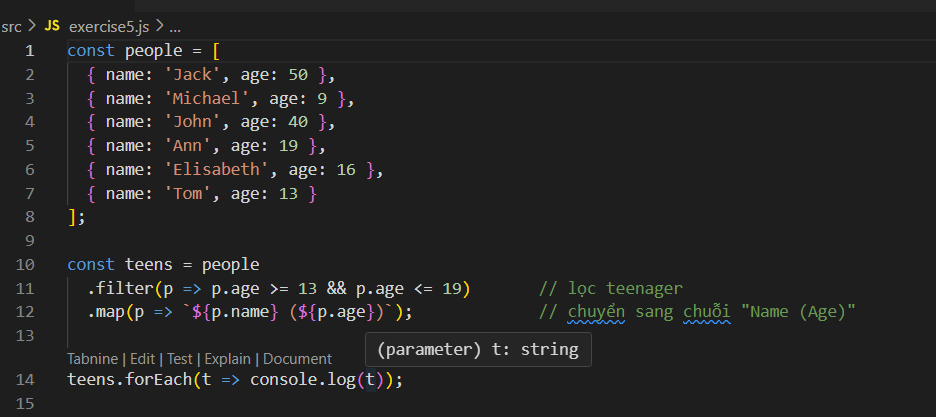 src > JS exercise5.js > ...
1 const people = [
2 { name: 'Jack', age: 50 },
3 { name: 'Michael', age: 9 },
4 { name: 'John', age: 40 },
5 { name: 'Ann', age: 19 },
6 { name: 'Elisabeth', age: 16 },
7 { name: 'Tom', age: 13 }
8 ];
9
10 const teens = people
11 .filter(p => p.age >= 13 && p.age <= 19) // lọc teenager
12 .map(p => `${p.name} (${p.age})`); // chuyển sang chuỗi "Name (Age)"
13
(parameter) t: string
Tabnine | Edit | Test | Explain | Document
14 teens.forEach(t => console.log(t));
15